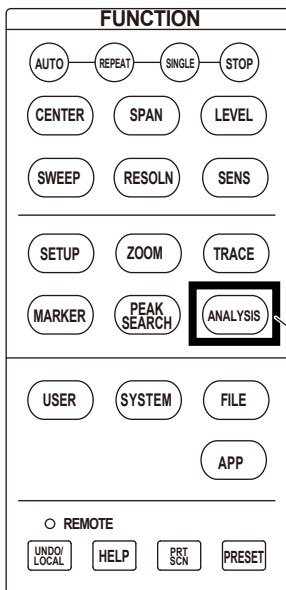 FUNCTION
AUTO REPEAT SINGLE STOP
CENTER SPAN LEVEL
SWEEP RESOLN SENS
SETUP ZOOM TRACE
MARKER PEAK SEARCH ANALYSIS
USER SYSTEM FILE
APP
REMOTE
UNDO/ LOCAL HELP PRT SCN PRESET